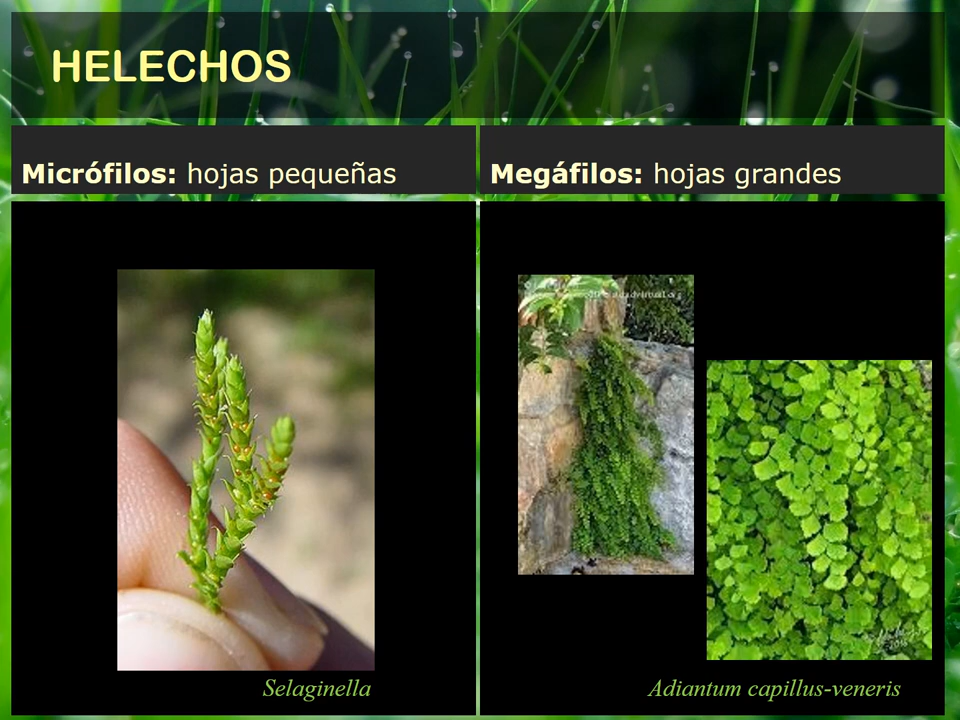 HELECHOS
Micrófilos: hojas pequeñas
Megáfilos: hojas grandes
Selaginella
Adiantum capillus-veneris